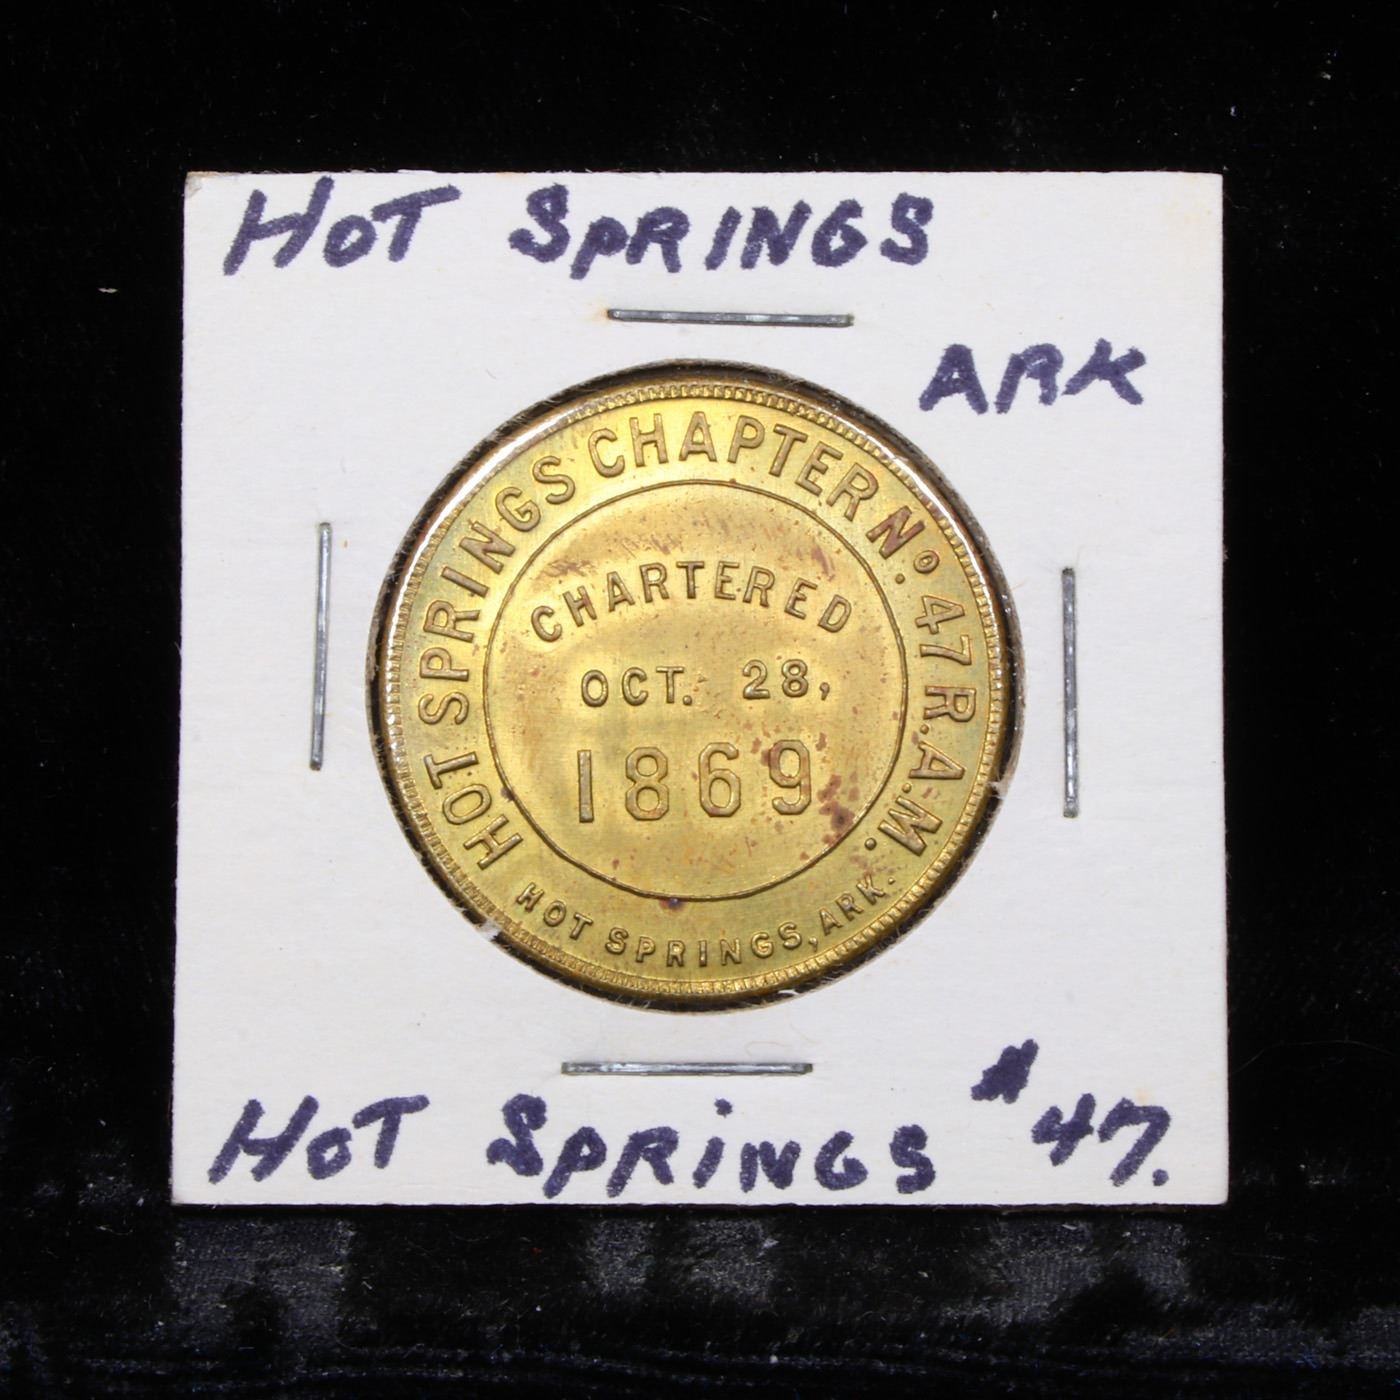 HOT SPRINGS
ARK
HOT SPRINGS CHAPTER No. 47 R.A.M.
CHARTERED
OCT. 28,
1869
HOT SPRINGS, ARK.
HOT SPRINGS #47.